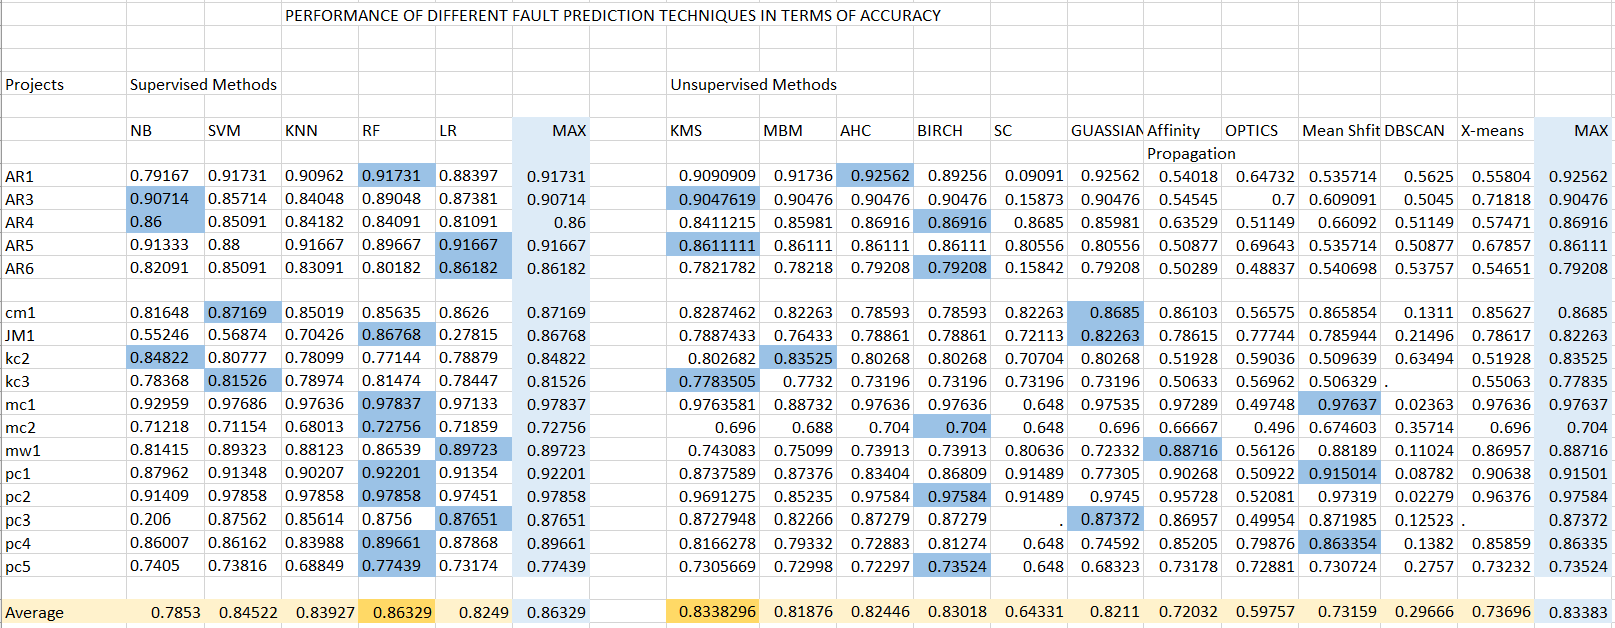 PERFORMANCE OF DIFFERENT FAULT PREDICTION TECHNIQUES IN TERMS OF ACCURACY
Projects Supervised Methods Unsupervised Methods
NB SVM KNN RF LR MAX KMS MBM AHC BIRCH SC GUASSIAN Affinity OPTICS Mean Shfit DBSCAN X-means MAX
Propagation
AR1 0.79167 0.91731 0.90962 0.91731 0.88397 0.91731 0.9090909 0.91736 0.92562 0.89256 0.09091 0.92562 0.54018 0.64732 0.535714 0.5625 0.55804 0.92562
AR3 0.90714 0.85714 0.84048 0.89048 0.87381 0.90714 0.9047619 0.90476 0.90476 0.90476 0.15873 0.90476 0.54545 0.7 0.609091 0.5045 0.71818 0.90476
AR4 0.86 0.85091 0.84182 0.84091 0.81091 0.86 0.8411215 0.85981 0.86916 0.86916 0.8685 0.85981 0.63529 0.51149 0.66092 0.51149 0.57471 0.86916
AR5 0.91333 0.88 0.91667 0.89667 0.91667 0.91667 0.8611111 0.86111 0.86111 0.86111 0.80556 0.80556 0.50877 0.69643 0.535714 0.50877 0.67857 0.86111
AR6 0.82091 0.85091 0.83091 0.80182 0.86182 0.86182 0.7821782 0.78218 0.79208 0.79208 0.15842 0.79208 0.50289 0.48837 0.540698 0.53757 0.54651 0.79208
cm1 0.81648 0.87169 0.85019 0.85635 0.8626 0.87169 0.8287462 0.82263 0.78593 0.78593 0.82263 0.8685 0.86103 0.56575 0.865854 0.1311 0.85627 0.8685
JM1 0.55246 0.56874 0.70426 0.86768 0.27815 0.86768 0.7887433 0.76433 0.78861 0.78861 0.72113 0.82263 0.78615 0.77744 0.785944 0.21496 0.78617 0.82263
kc2 0.84822 0.80777 0.78099 0.77144 0.78879 0.84822 0.802682 0.83525 0.80268 0.80268 0.70704 0.80268 0.51928 0.59036 0.509639 0.63494 0.51928 0.83525
kc3 0.78368 0.81526 0.78974 0.81474 0.78447 0.81526 0.7783505 0.7732 0.73196 0.73196 0.73196 0.73196 0.50633 0.56962 0.506329 . 0.55063 0.77835
mc1 0.92959 0.97686 0.97636 0.97837 0.97133 0.97837 0.9763581 0.88732 0.97636 0.97636 0.648 0.97535 0.97289 0.49748 0.97637 0.02363 0.97636 0.97637
mc2 0.71218 0.71154 0.68013 0.72756 0.71859 0.72756 0.696 0.688 0.704 0.704 0.648 0.696 0.66667 0.496 0.674603 0.35714 0.696 0.704
mw1 0.81415 0.89323 0.88123 0.86539 0.89723 0.89723 0.743083 0.75099 0.73913 0.73913 0.80636 0.72332 0.88716 0.56126 0.88189 0.11024 0.86957 0.88716
pc1 0.87962 0.91348 0.90207 0.92201 0.91354 0.92201 0.8737589 0.87376 0.83404 0.86809 0.91489 0.77305 0.90268 0.50922 0.915014 0.08782 0.90638 0.91501
pc2 0.91409 0.97858 0.97858 0.97858 0.97451 0.97858 0.9691275 0.85235 0.97584 0.97584 0.91489 0.9745 0.95728 0.52081 0.97319 0.02279 0.96376 0.97584
pc3 0.206 0.87562 0.85614 0.8756 0.87651 0.87651 0.8727948 0.82266 0.87279 0.87279 . 0.87372 0.86957 0.49954 0.871985 0.12523 . 0.87372
pc4 0.86007 0.86162 0.83988 0.89661 0.87868 0.89661 0.8166278 0.79332 0.72883 0.81274 0.648 0.74592 0.85205 0.79876 0.863354 0.1382 0.85859 0.86335
pc5 0.7405 0.73816 0.68849 0.77439 0.73174 0.77439 0.7305669 0.72998 0.72297 0.73524 0.648 0.68323 0.73178 0.72881 0.730724 0.2757 0.73232 0.73524
Average 0.7853 0.84522 0.83927 0.86329 0.8249 0.86329 0.8338296 0.81876 0.82446 0.83018 0.64331 0.8211 0.72032 0.59757 0.73159 0.29666 0.73696 0.83383